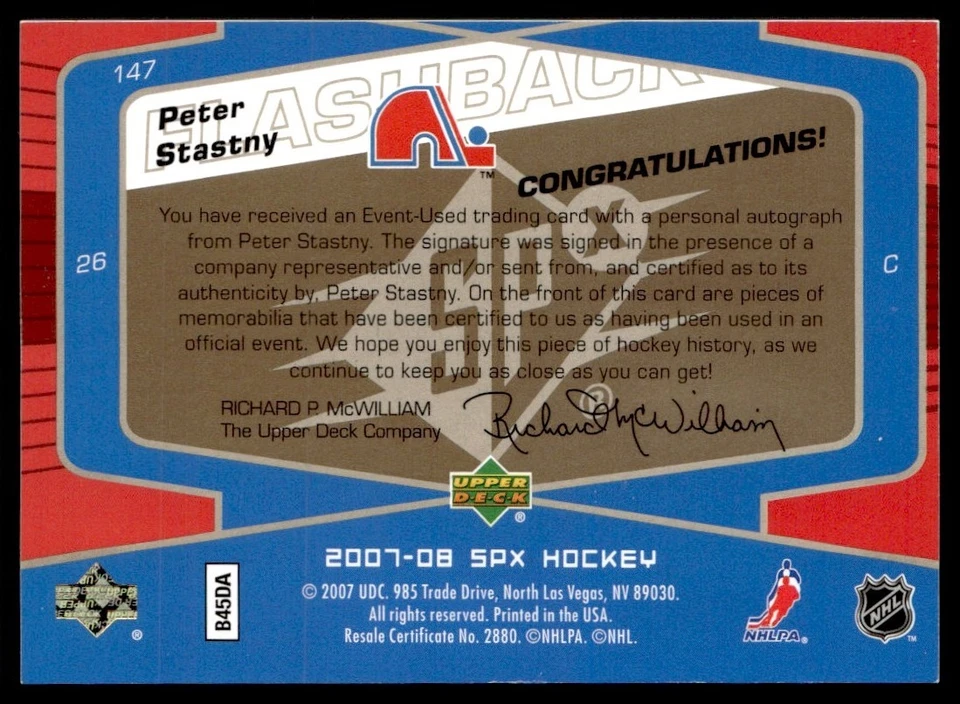 147
FLASHBACK
Peter
Stastny
TM
CONGRATULATIONS!
You have received an Event-Used trading card with a personal autograph
from Peter Stastny. The signature was signed in the presence of a
company representative and/or sent from, and certified as to its
authenticity by, Peter Stastny. On the front of this card are pieces of
memorabilia that have been certified to us as having been used in an
official event. We hope you enjoy this piece of hockey history, as we
continue to keep you as close as you can get!
26
C
SPx
®
RICHARD P. McWILLIAM
The Upper Deck Company
Richard P. McWilliam
UPPER
D·E·C·K
®
2007-08 SPX HOCKEY
© 2007 UDC. 985 Trade Drive, North Las Vegas, NV 89030.
All rights reserved. Printed in the USA.
Resale Certificate No. 2880. ©NHLPA. ©NHL.
B45DA
®
NHLPA®
NHL
TM